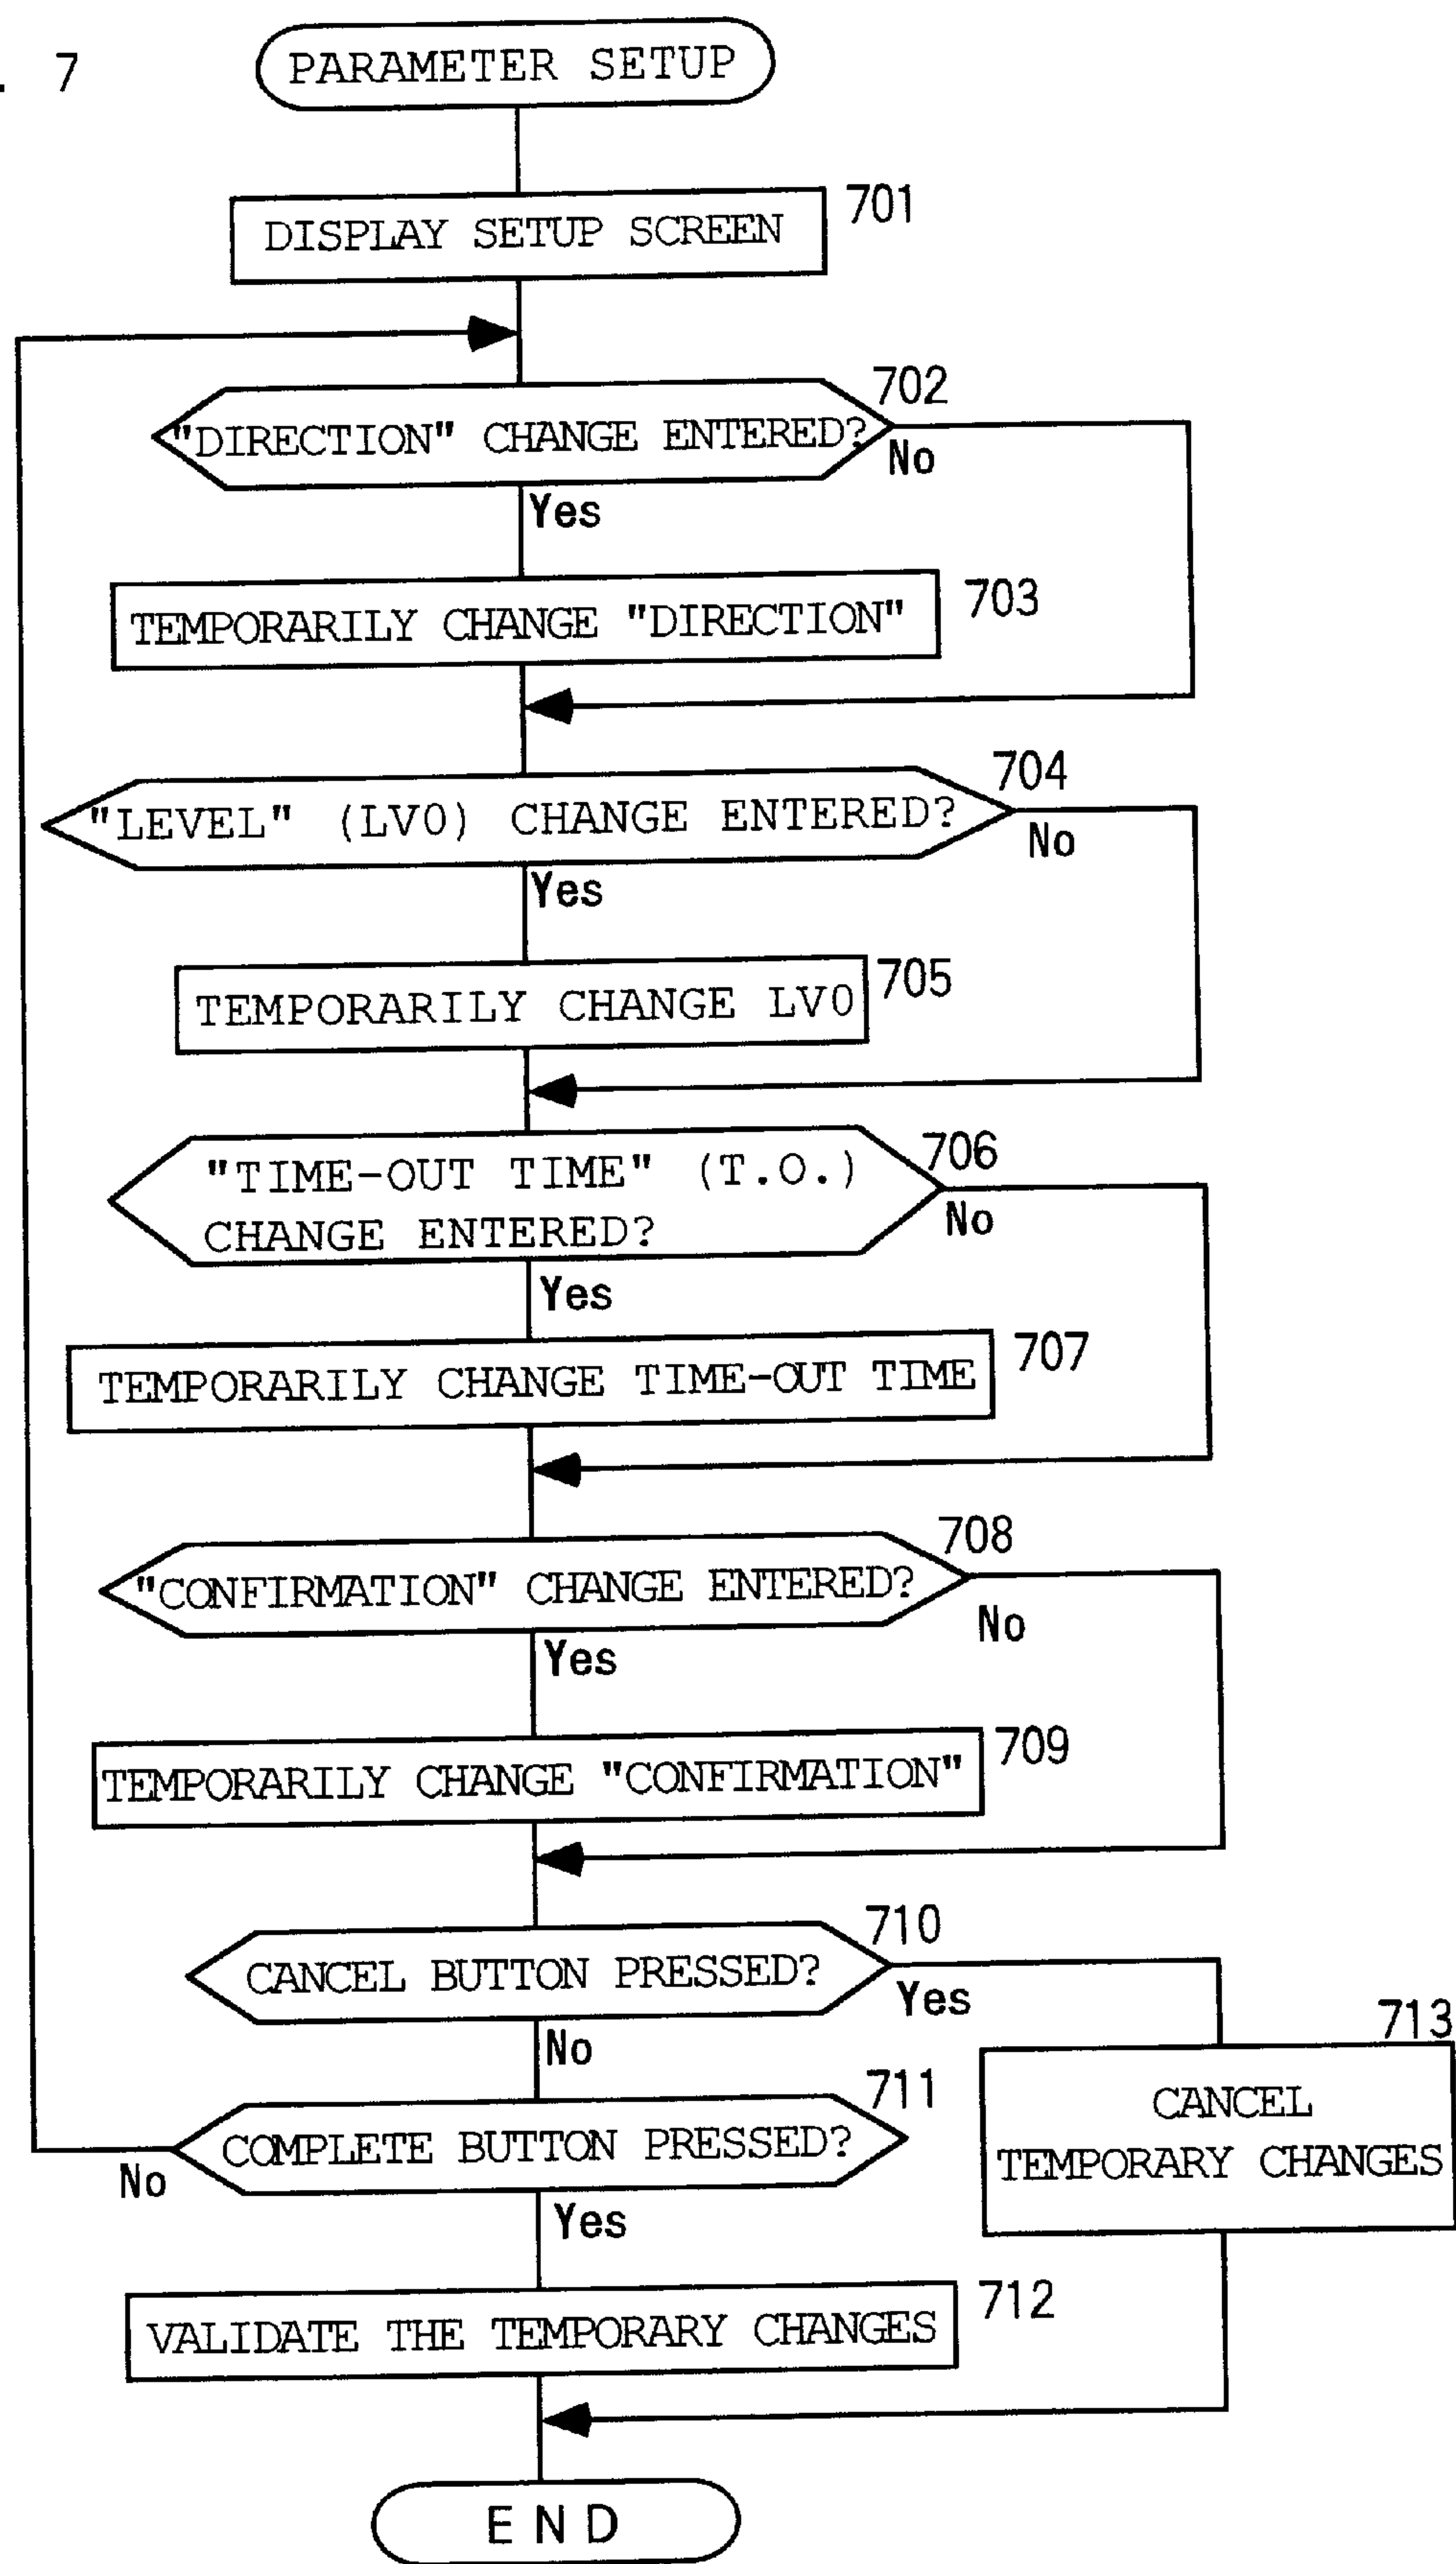 . 7
PARAMETER SETUP
701
DISPLAY SETUP SCREEN
702
"DIRECTION" CHANGE ENTERED?
No
Yes
703
TEMPORARILY CHANGE "DIRECTION"
704
"LEVEL" (LV0) CHANGE ENTERED?
No
Yes
705
TEMPORARILY CHANGE LV0
706
"TIME-OUT TIME" (T.O.)
CHANGE ENTERED?
No
Yes
707
TEMPORARILY CHANGE TIME-OUT TIME
708
"CONFIRMATION" CHANGE ENTERED?
No
Yes
709
TEMPORARILY CHANGE "CONFIRMATION"
710
CANCEL BUTTON PRESSED?
Yes
No
713
CANCEL
TEMPORARY CHANGES
711
COMPLETE BUTTON PRESSED?
No
Yes
712
VALIDATE THE TEMPORARY CHANGES
END